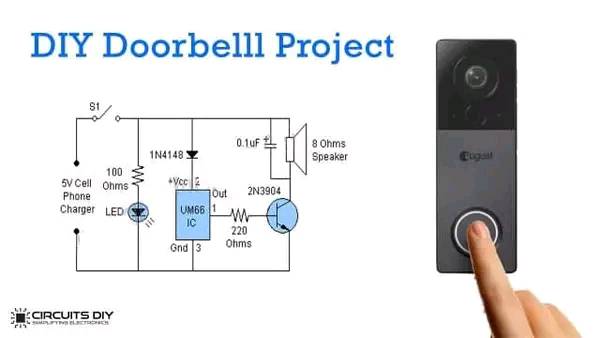 DIY Doorbelll Project
S1
5V Cell
Phone
Charger
100
Ohms
LED
1N4148
+Vcc 2
UM66
IC
Out
1
Gnd 3
220
Ohms
2N3904
0.1uF +
8 Ohms
Speaker
august
CIRCUITS DIY
SIMPLIFYING ELECTRONICS